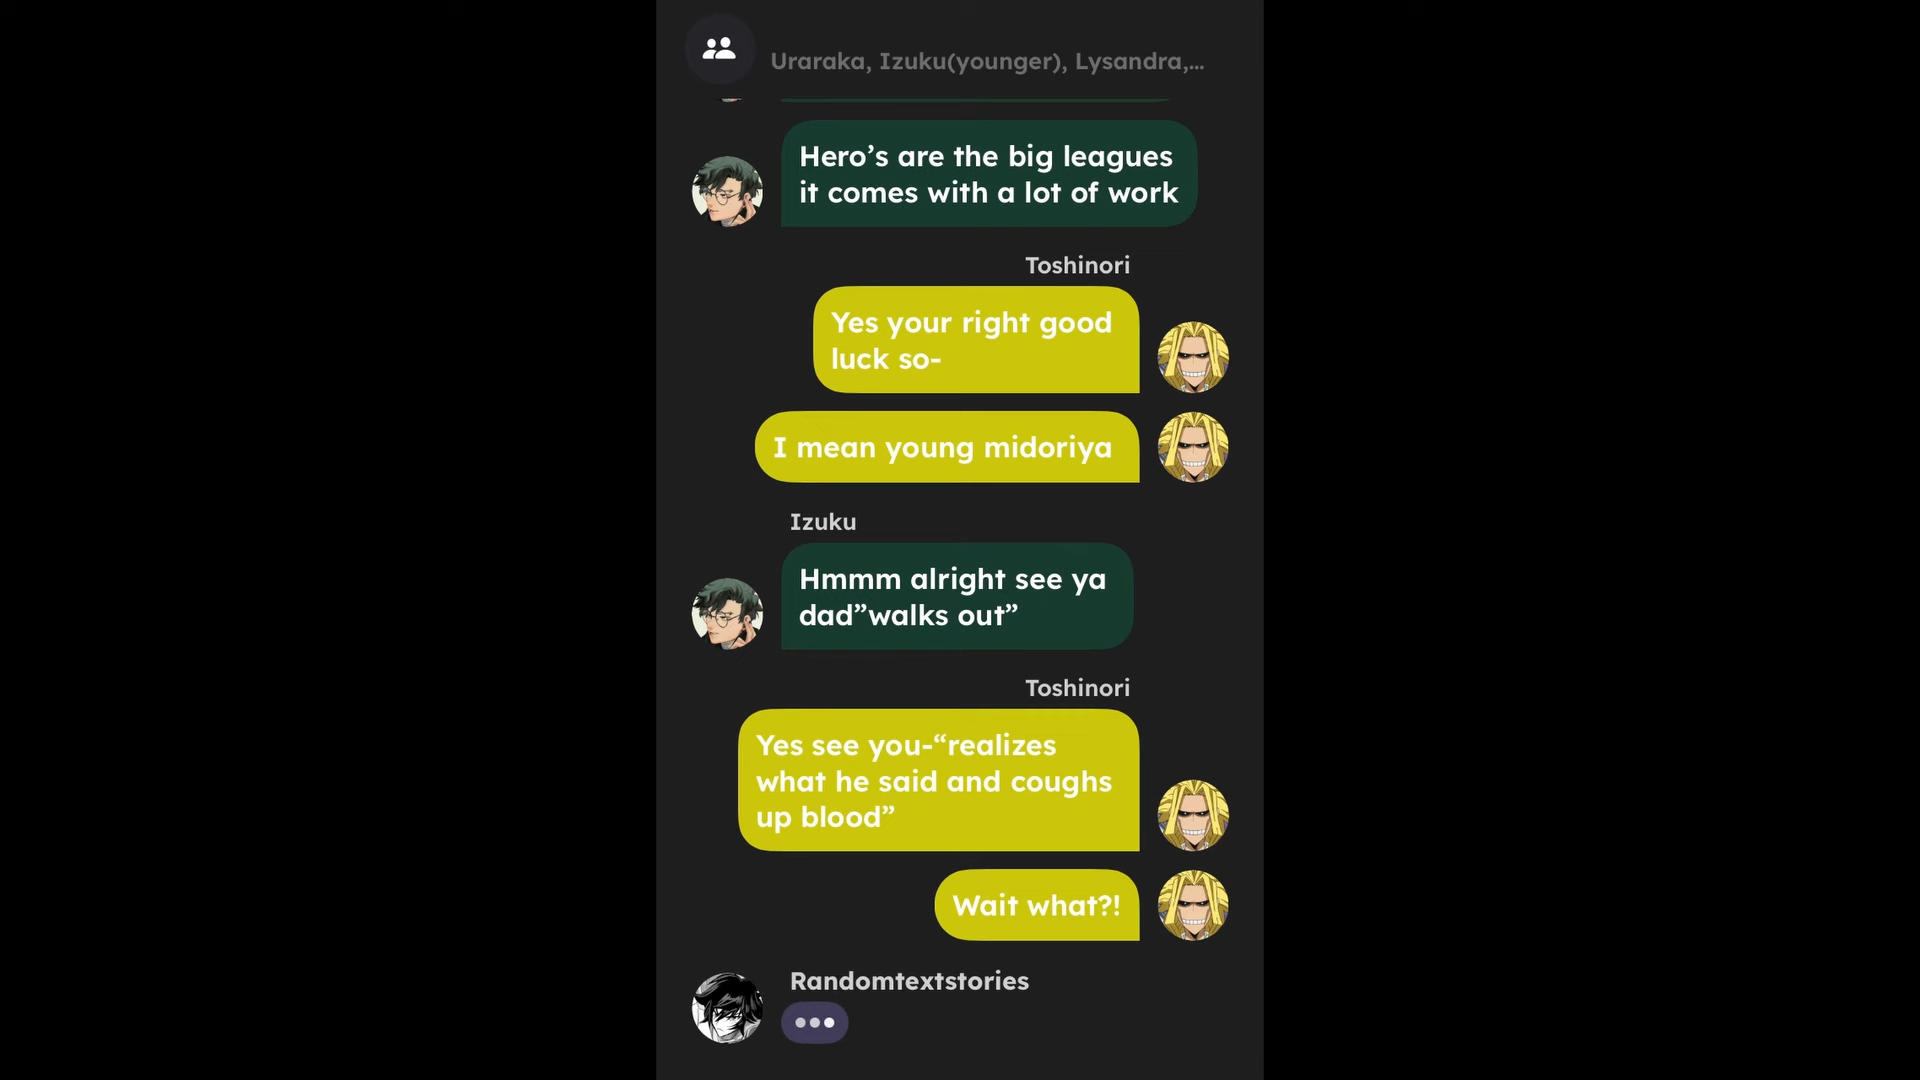 Uraraka, Izuku(younger), Lysandra,...
Hero’s are the big leagues
it comes with a lot of work
Toshinori
Yes your right good
luck so-
I mean young midoriya
Izuku
Hmmm alright see ya
dad”walks out”
Toshinori
Yes see you-“realizes
what he said and coughs
up blood”
Wait what?!
Randomtextstories